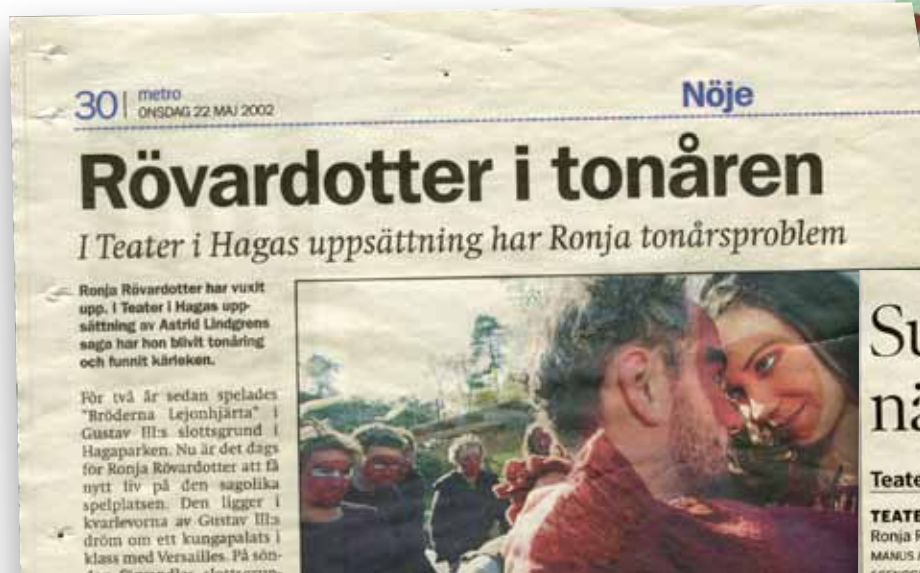 30
metro
ONSDAG 22 MAJ 2002
Nöje
Rövardotter i tonåren
I Teater i Hagas uppsättning har Ronja tonårsproblem
Ronja Rövardotter har vuxit
upp. I Teater i Hagas upp-
sättning av Astrid Lindgrens
saga har hon blivit tonåring
och funnit kärleken.
För två år sedan spelades
"Bröderna Lejonhjärta" i
Gustav III:s slottsgrund i
Hagaparken. Nu är det dags
för Ronja Rövardotter att få
nytt liv på den sagolika
spelplatsen. Den ligger i
kvarlevorna av Gustav III:s
dröm om ett kungapalats i
klass med Versailles. På sön-
Su
nä
Teate
TEATE
Ronja R
MANUS